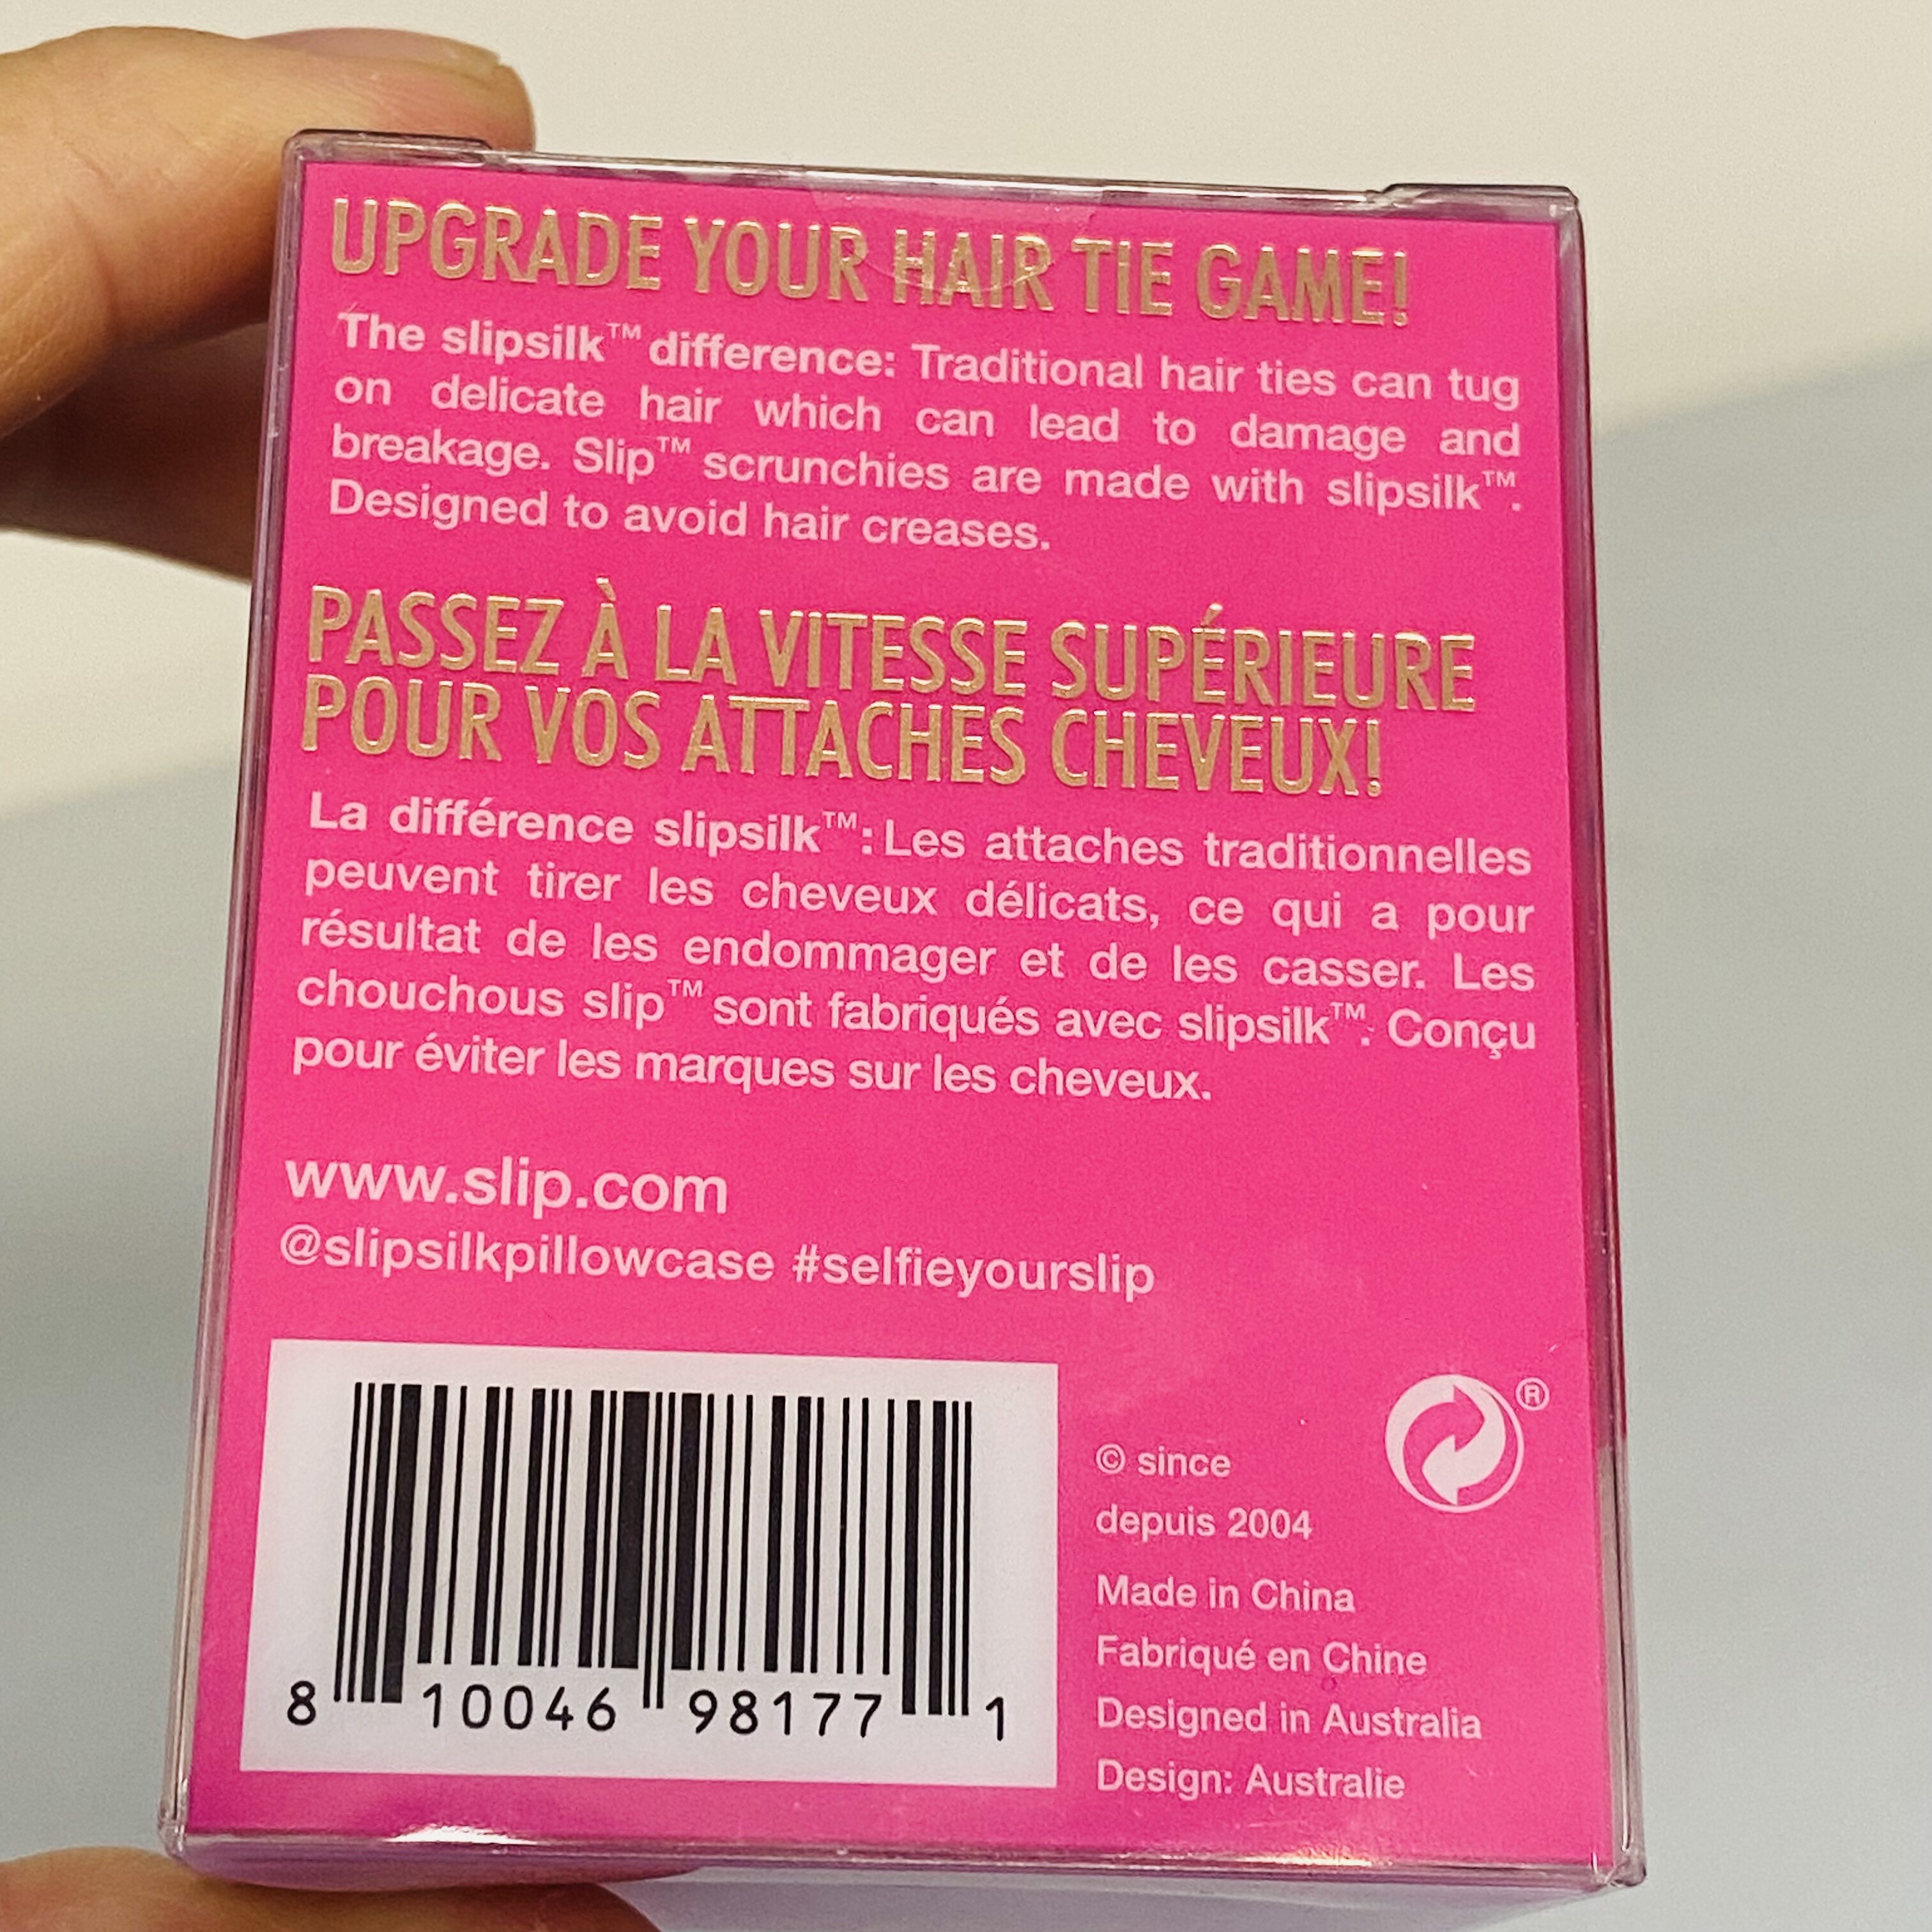 UPGRADE YOUR HAIR TIE GAME!
The slipsilk™ difference: Traditional hair ties can tug
on delicate hair which can lead to damage and
breakage. Slip™ scrunchies are made with slipsilk™.
Designed to avoid hair creases.
PASSEZ À LA VITESSE SUPÉRIEURE
POUR VOS ATTACHES CHEVEUX!
La différence slipsilk™: Les attaches traditionnelles
peuvent tirer les cheveux délicats, ce qui a pour
résultat de les endommager et de les casser. Les
chouchous slip™ sont fabriqués avec slipsilk™. Conçu
pour éviter les marques sur les cheveux.
www.slip.com
@slipsilkpillowcase #selfieyourslip
8 10046 98177 1
®
© since
depuis 2004
Made in China
Fabriqué en Chine
Designed in Australia
Design: Australie